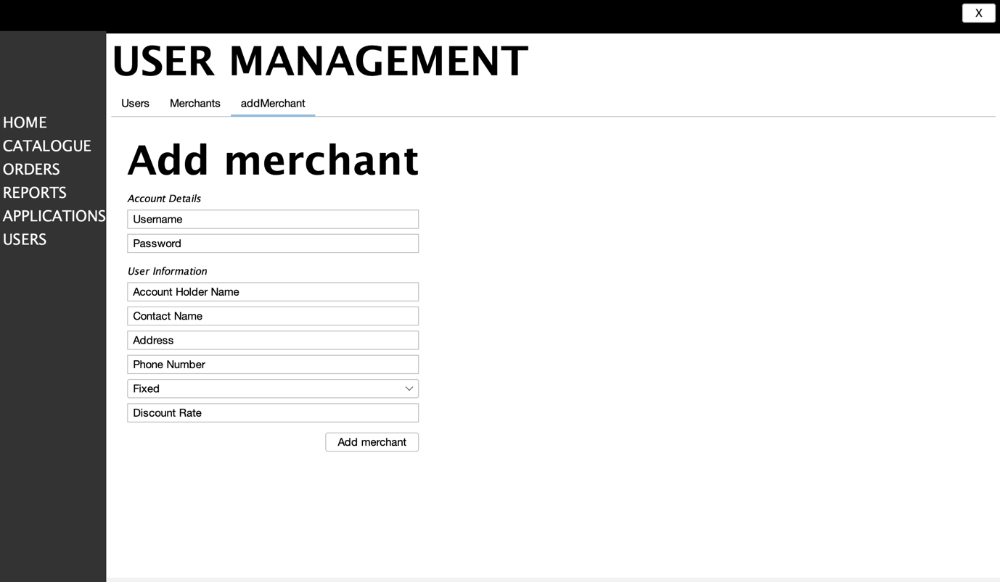 X
USER MANAGEMENT
Users Merchants addMerchant
HOME
CATALOGUE
ORDERS
REPORTS
APPLICATIONS
USERS
Add merchant
Account Details
Username
Password
User Information
Account Holder Name
Contact Name
Address
Phone Number
Fixed
Discount Rate
Add merchant